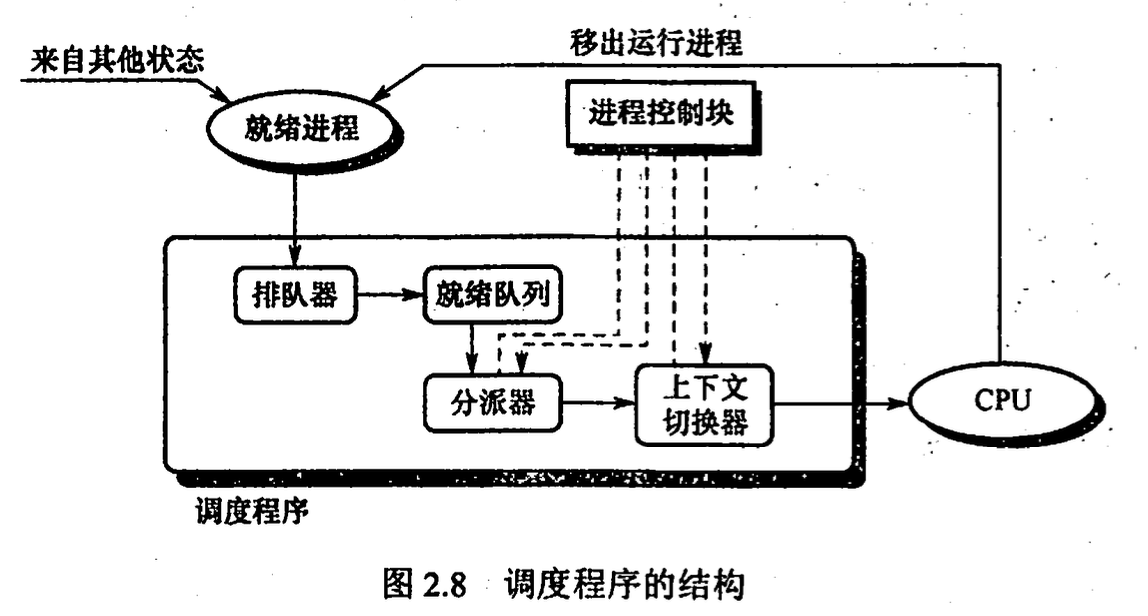 移出运行进程
来自其他状态
进程控制块
就绪进程
排队器
就绪队列
分派器
上下文
切换器
CPU
调度程序
图 2.8 调度程序的结构